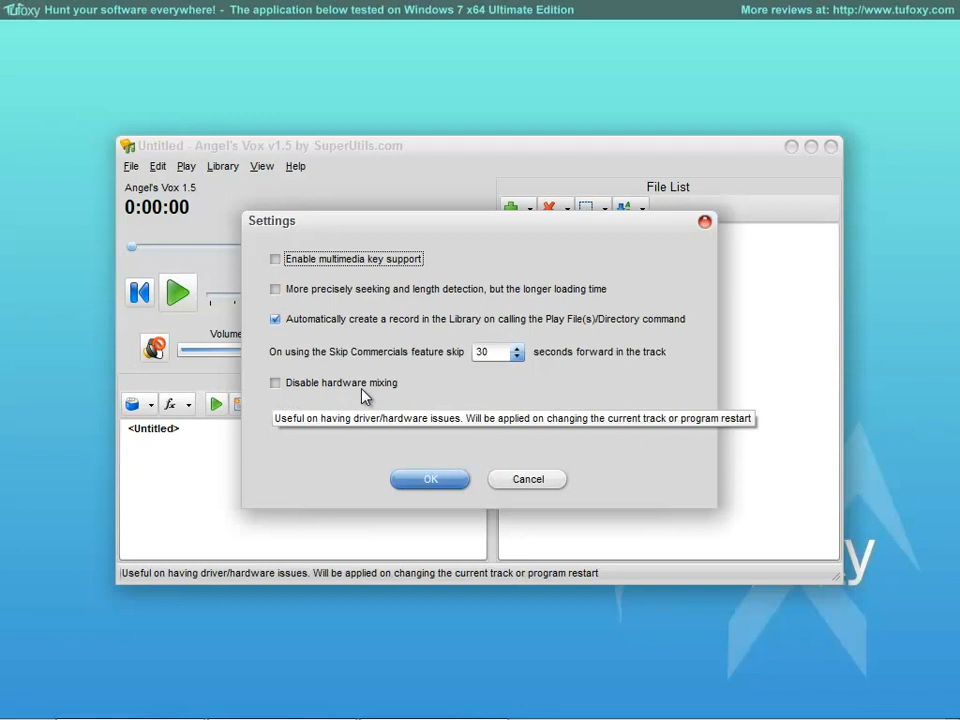 Tufoxy Hunt your software everywhere! - The application below tested on Windows 7 x64 Ultimate Edition More reviews at: http://www.tufoxy.com
Untitled - Angel's Vox v1.5 by SuperUtils.com
File Edit Play Library View Help
Angel's Vox 1.5
0:00:00
File List
Settings
Enable multimedia key support
More precisely seeking and length detection, but the longer loading time
Automatically create a record in the Library on calling the Play File(s)/Directory command
On using the Skip Commercials feature skip 30 seconds forward in the track
Volume
Disable hardware mixing
fx
Useful on having driver/hardware issues. Will be applied on changing the current track or program restart
<Untitled>
OK Cancel
xy
Useful on having driver/hardware issues. Will be applied on changing the current track or program restart